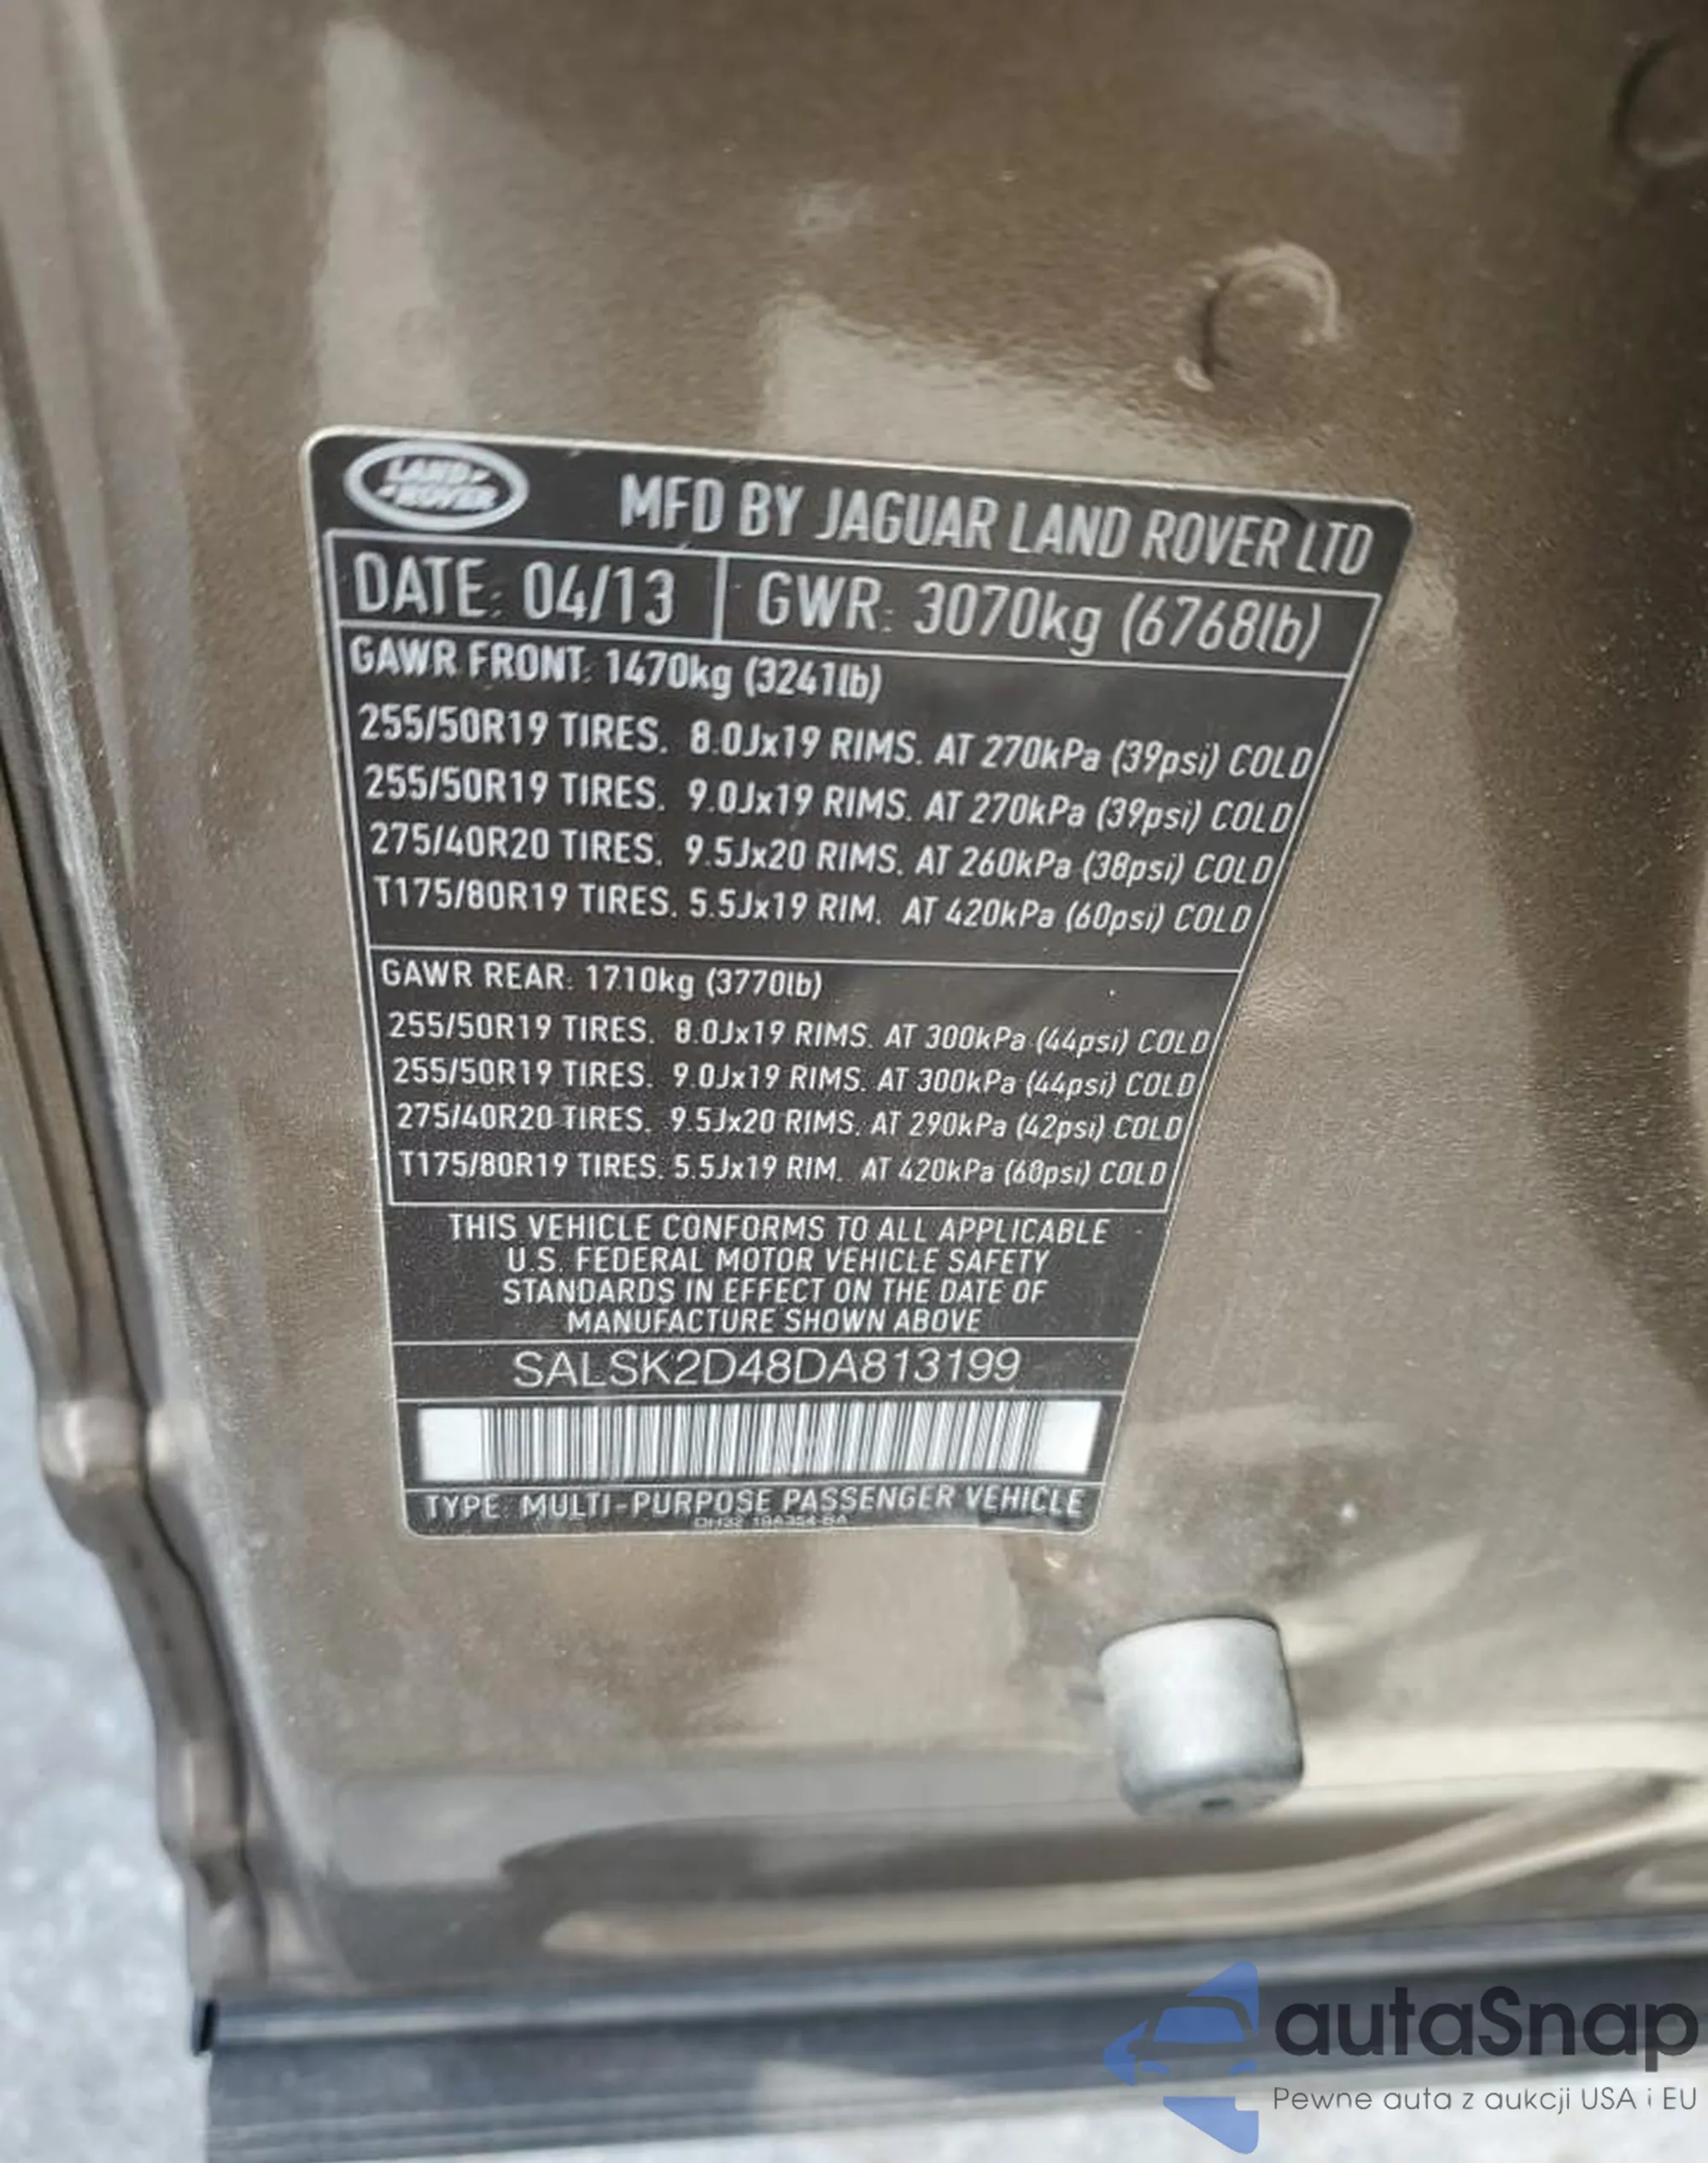 LAND ROVER
MFD BY JAGUAR LAND ROVER LTD
DATE: 04/13 GWR: 3070kg (6768lb)
GAWR FRONT: 1470kg (3241lb)
255/50R19 TIRES. 8.0Jx19 RIMS. AT 270kPa (39psi) COLD
255/50R19 TIRES. 9.0Jx19 RIMS. AT 270kPa (39psi) COLD
275/40R20 TIRES. 9.5Jx20 RIMS. AT 260kPa (38psi) COLD
T175/80R19 TIRES. 5.5Jx19 RIM. AT 420kPa (60psi) COLD
GAWR REAR: 1710kg (3770lb)
255/50R19 TIRES. 8.0Jx19 RIMS. AT 300kPa (44psi) COLD
255/50R19 TIRES. 9.0Jx19 RIMS. AT 300kPa (44psi) COLD
275/40R20 TIRES. 9.5Jx20 RIMS. AT 290kPa (42psi) COLD
T175/80R19 TIRES. 5.5Jx19 RIM. AT 420kPa (60psi) COLD
THIS VEHICLE CONFORMS TO ALL APPLICABLE
U.S. FEDERAL MOTOR VEHICLE SAFETY
STANDARDS IN EFFECT ON THE DATE OF
MANUFACTURE SHOWN ABOVE
SALSK2D48DA813199
TYPE: MULTI-PURPOSE PASSENGER VEHICLE
autaSnap
Pewne auta z aukcji USA i EU